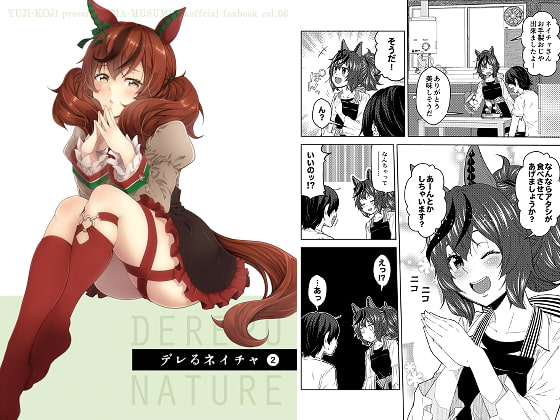 YUJI-KOJI
fanbook vol.06
DERERU
NATURE
デレるネイチャ
2
ネイチャさん
お手製おじや
出来ましたよー
ありがとう
美味しそうだ
そうだ!
ん?
なんならアタシが
食べさせて
あげましょうか?
あーんとか
しちゃいます?
ニコ
ニコ
なんちゃって
いいのッ!?
えっ!?
…あっ